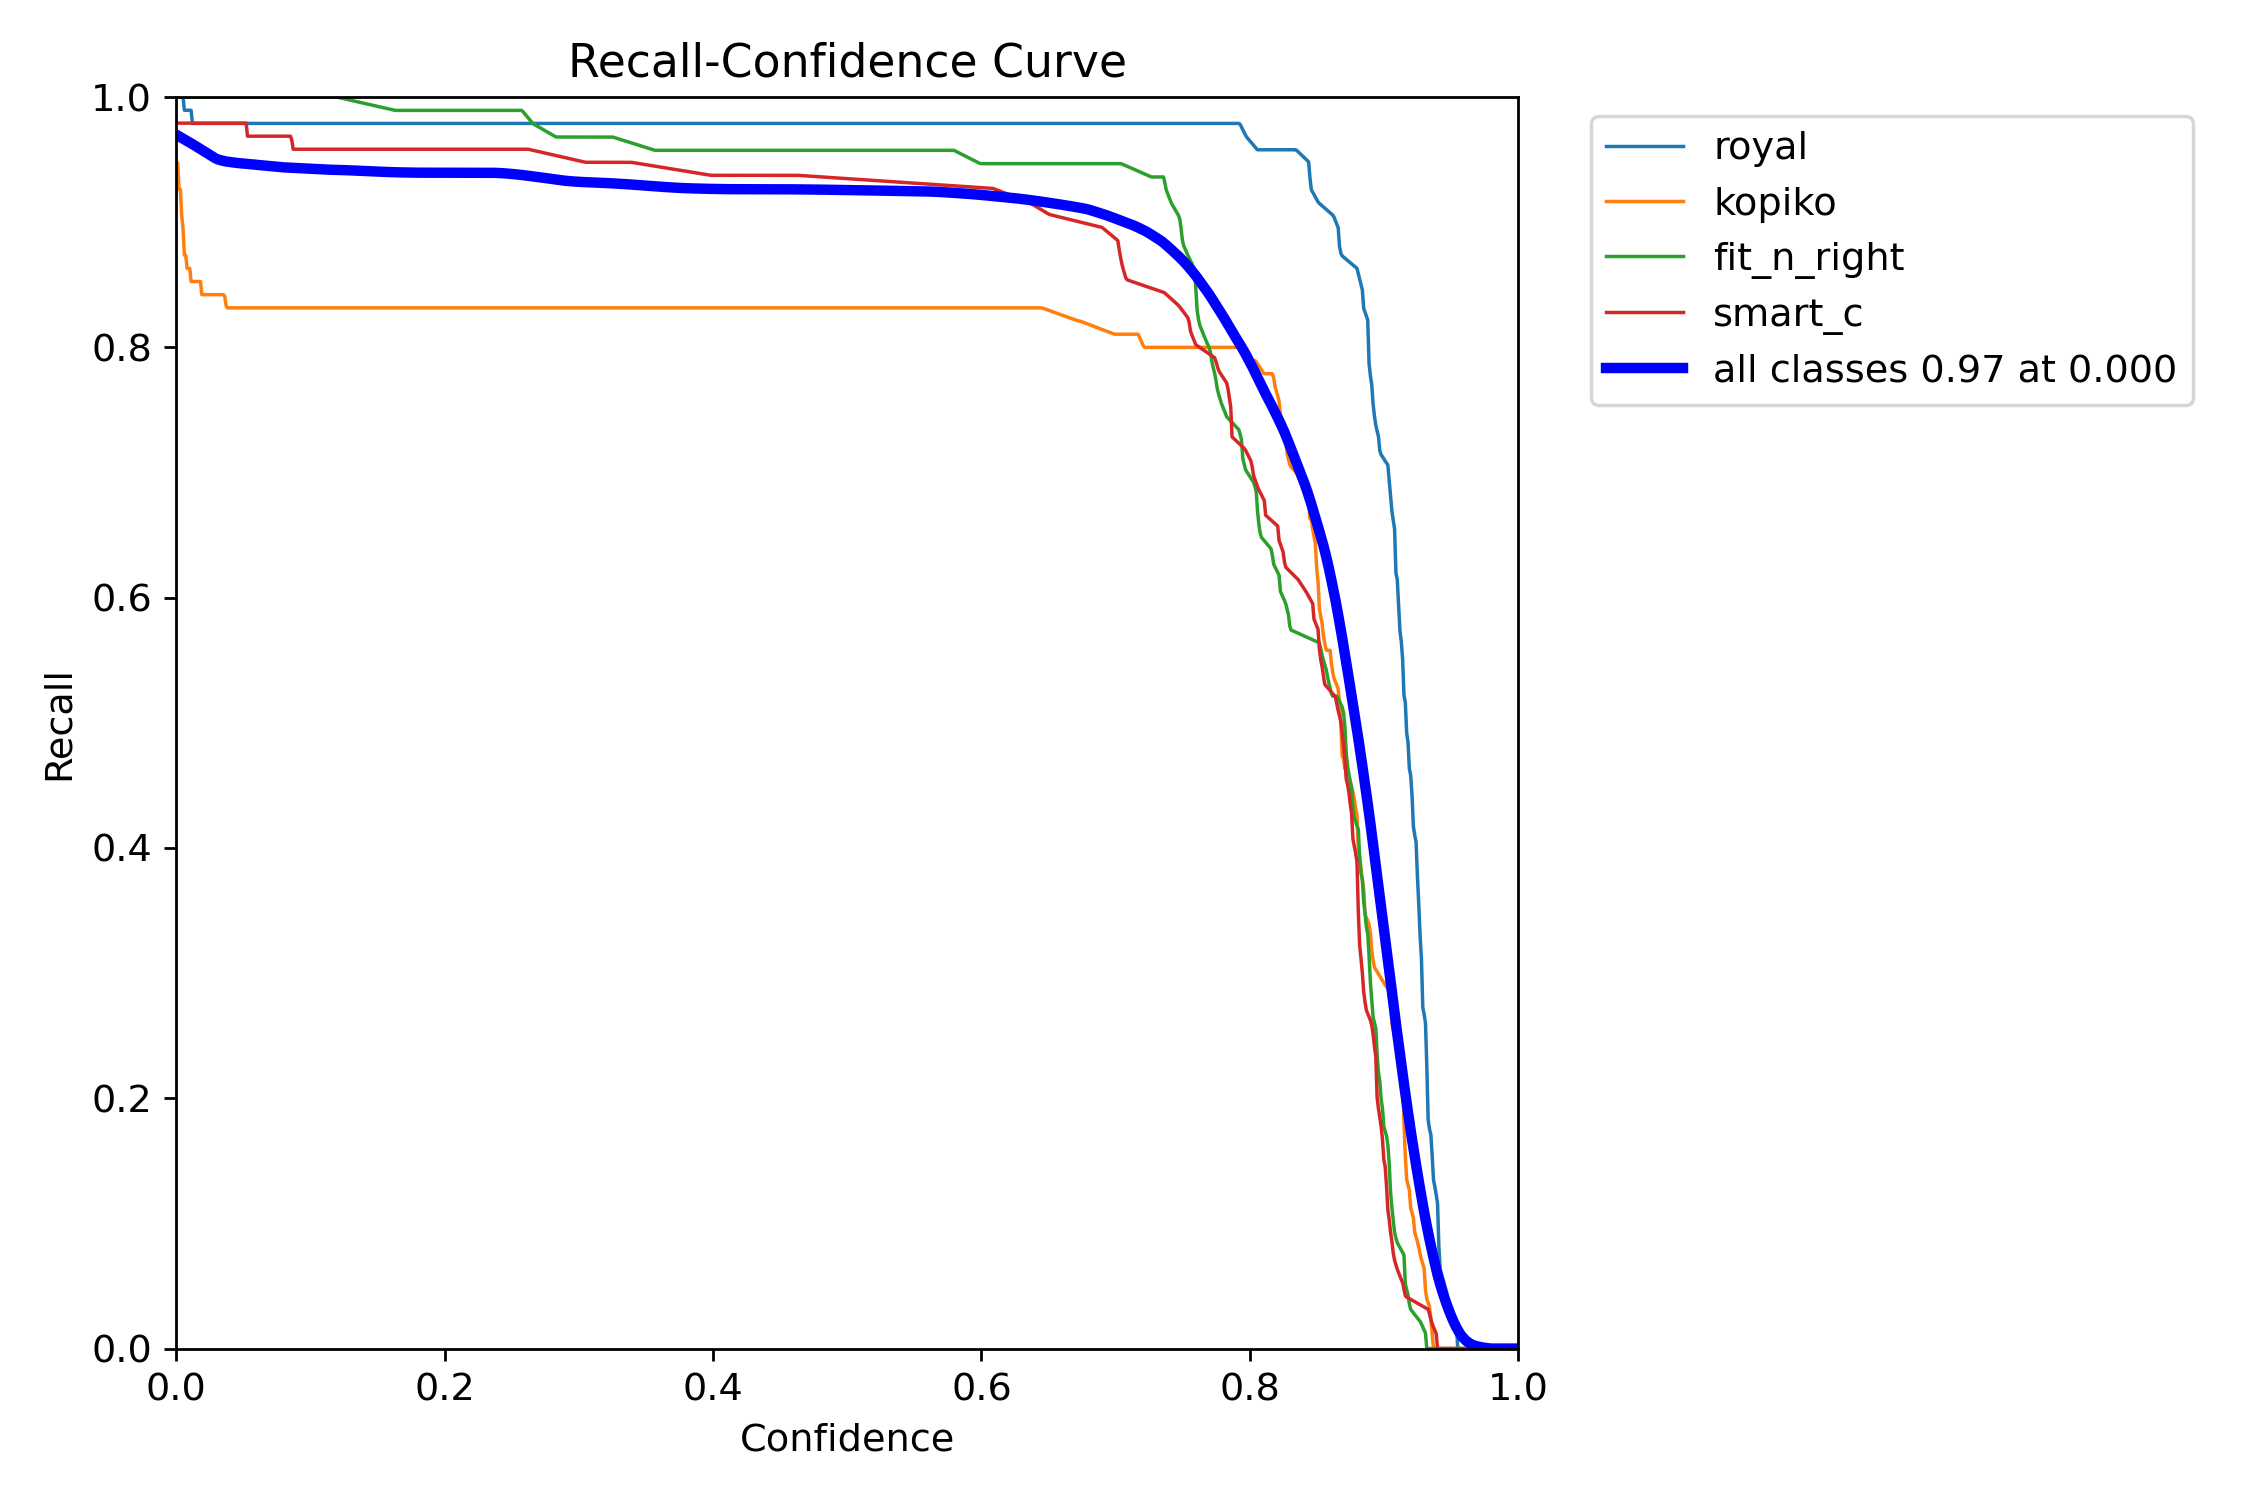 Recall-Confidence Curve
1.0
0.8
0.6
0.4
0.2
0.0
Recall
0.0 0.2 0.4 0.6 0.8 1.0
Confidence
royal
kopiko
fit_n_right
smart_c
all classes 0.97 at 0.000